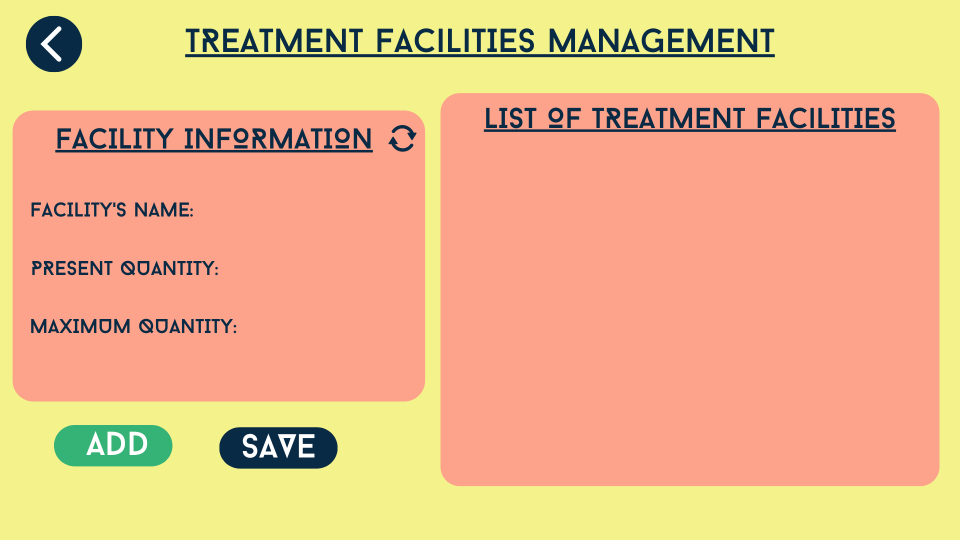 TREATMENT FACILITIES MANAGEMENT
FACILITY INFORMATION
FACILITY'S NAME:
PRESENT QUANTITY:
MAXIMUM QUANTITY:
ADD
SAVE
LIST OF TREATMENT FACILITIES